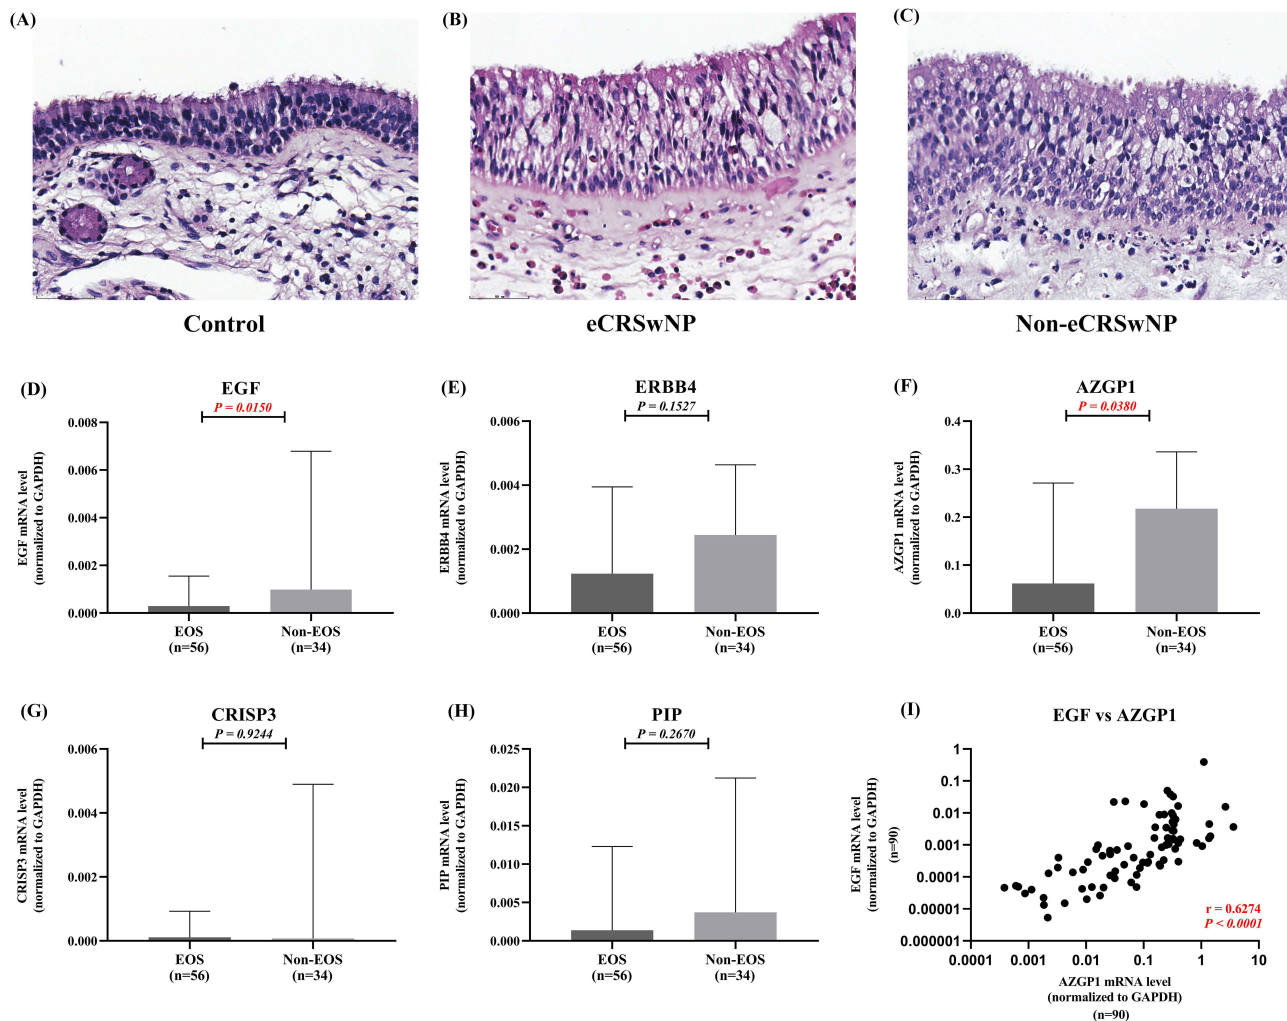 (A)
(B)
(C)
Control
eCRSwNP
Non-eCRSwNP
(D)
EGF
P = 0.0150
EGF mRNA level
(normalized to GAPDH)
0.008
0.006
0.004
0.002
0.000
EOS
(n=56)
Non-EOS
(n=34)
(E)
ERBB4
P = 0.1527
ERBB4 mRNA level
(normalized to GAPDH)
0.006
0.004
0.002
0.000
EOS
(n=56)
Non-EOS
(n=34)
(F)
AZGP1
P = 0.0380
AZGP1 mRNA level
(normalized to GAPDH)
0.4
0.3
0.2
0.1
0.0
EOS
(n=56)
Non-EOS
(n=34)
(G)
CRISP3
P = 0.9244
CRISP3 mRNA level
(normalized to GAPDH)
0.006
0.004
0.002
0.000
EOS
(n=56)
Non-EOS
(n=34)
(H)
PIP
P = 0.2670
PIP mRNA level
(normalized to GAPDH)
0.025
0.020
0.015
0.010
0.005
0.000
EOS
(n=56)
Non-EOS
(n=34)
(I)
EGF vs AZGP1
EGF mRNA level
(normalized to GAPDH)
(n=90)
1
0.1
0.01
0.001
0.0001
0.00001
0.000001
r = 0.6274
P < 0.0001
0.0001
0.001
0.01
0.1
1
10
AZGP1 mRNA level
(normalized to GAPDH)
(n=90)